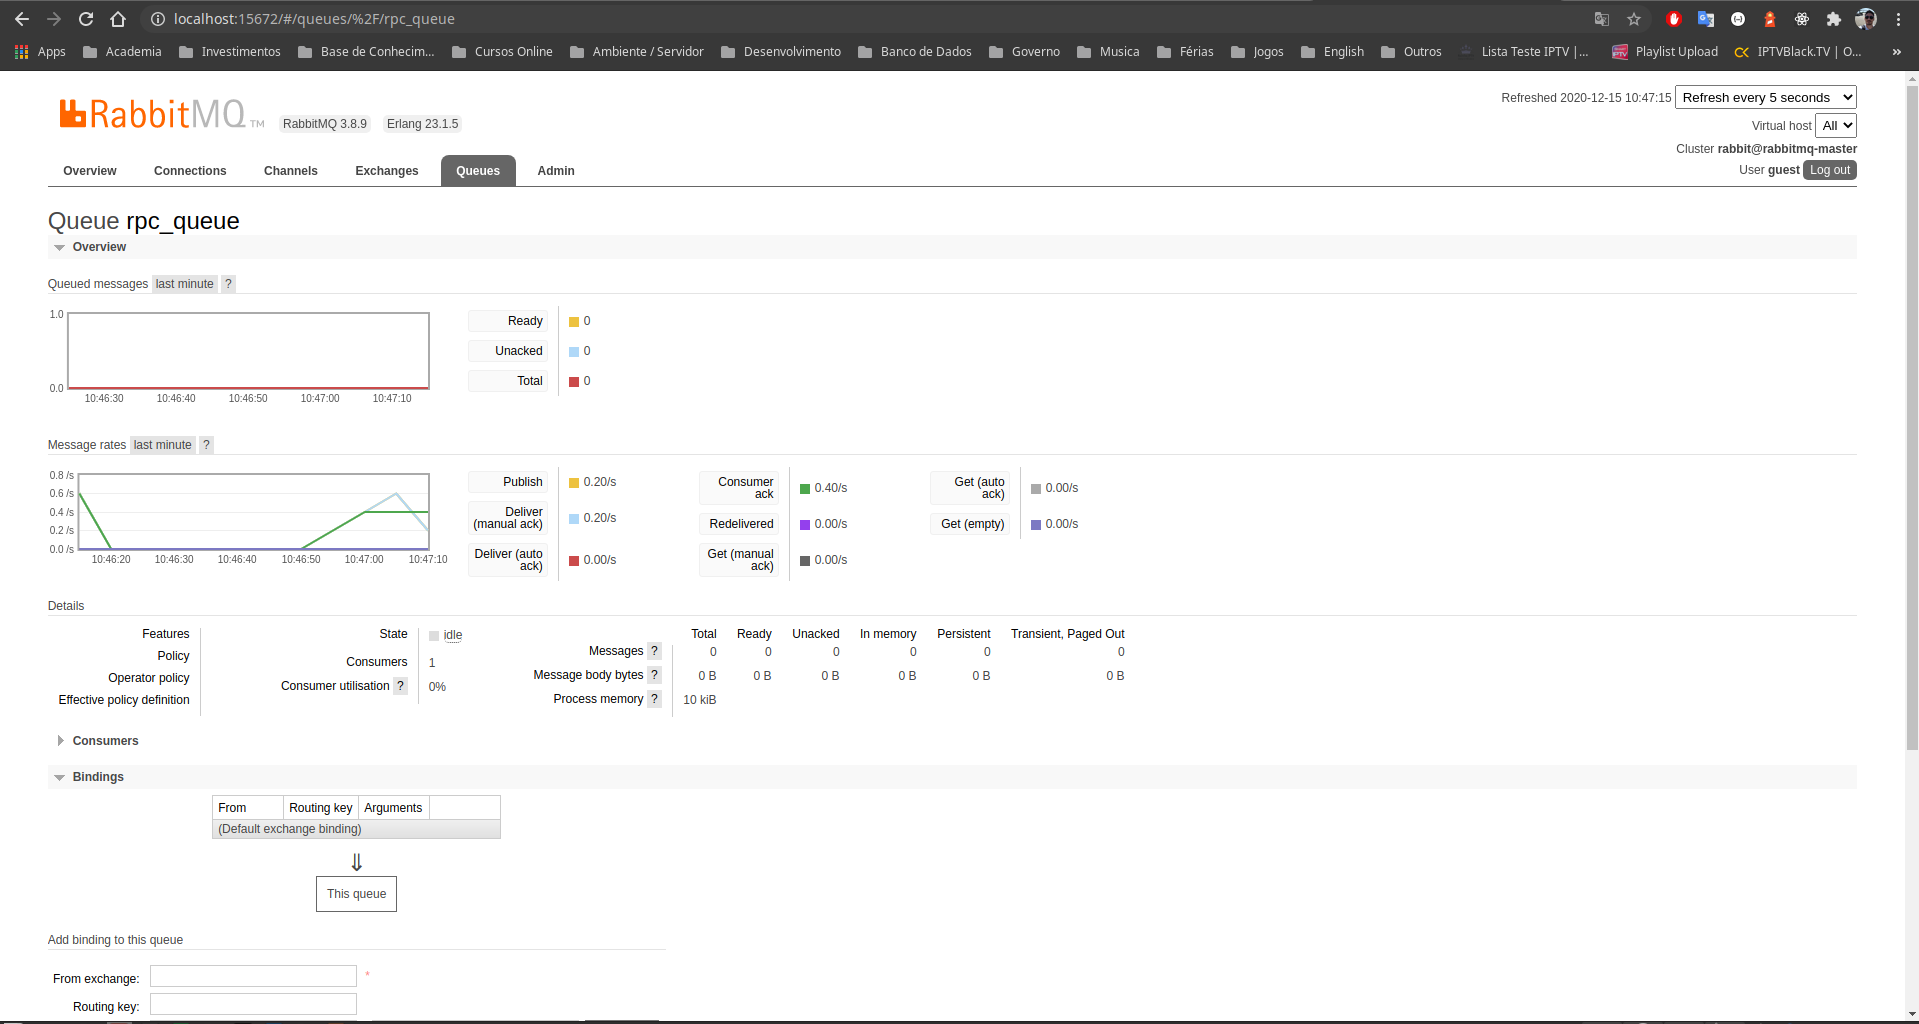 localhost:15672/#/queues/%2F/rpc_queue
Apps Academia Investimentos Base de Conhecim... Cursos Online Ambiente / Servidor Desenvolvimento Banco de Dados Governo Musica Férias Jogos English Outros Lista Teste IPTV |... Playlist Upload IPTVBlack.TV | O... »
RabbitMQ TM RabbitMQ 3.8.9 Erlang 23.1.5
Refreshed 2020-12-15 10:47:15 Refresh every 5 seconds
Virtual host All
Cluster rabbit@rabbitmq-master
User guest Log out
Overview Connections Channels Exchanges Queues Admin
Queue rpc_queue
Overview
Queued messages last minute ?
1.0
0.0
10:46:30 10:46:40 10:46:50 10:47:00 10:47:10
Ready 0
Unacked 0
Total 0
Message rates last minute ?
0.8 /s
0.6 /s
0.4 /s
0.2 /s
0.0 /s
10:46:20 10:46:30 10:46:40 10:46:50 10:47:00 10:47:10
Publish 0.20/s
Deliver (manual ack) 0.20/s
Deliver (auto ack) 0.00/s
Consumer ack 0.40/s
Redelivered 0.00/s
Get (manual ack) 0.00/s
Get (auto ack) 0.00/s
Get (empty) 0.00/s
Details
Features
Policy
Operator policy
Effective policy definition
State idle
Consumers 1
Consumer utilisation ? 0%
Total Ready Unacked In memory Persistent Transient, Paged Out
Messages ? 0 0 0 0 0 0
Message body bytes ? 0 B 0 B 0 B 0 B 0 B 0 B
Process memory ? 10 kiB
Consumers
Bindings
From Routing key Arguments
(Default exchange binding)
⇓
This queue
Add binding to this queue
From exchange: *
Routing key: